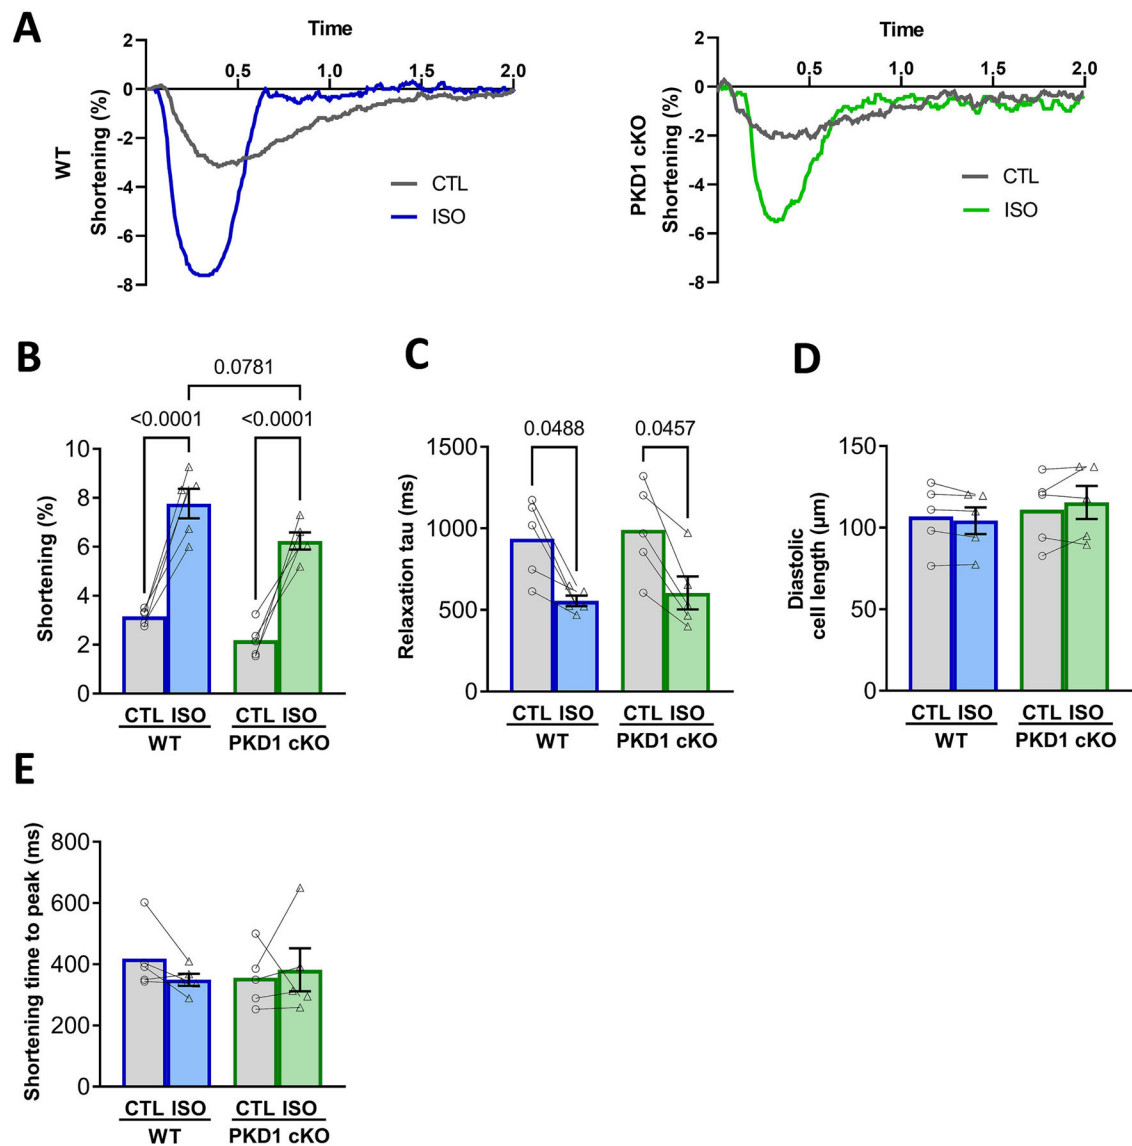 A
Time
Time
2
0
-2
-4
-6
-8
0.5
1.0
1.5
2.0
WT
Shortening (%)
CTL
ISO
2
0
-2
-4
-6
-8
0.5
1.0
1.5
2.0
PKD1 cKO
Shortening (%)
CTL
ISO
B
0.0781
<0.0001
<0.0001
10
8
6
4
2
0
Shortening (%)
CTL ISO
CTL ISO
WT
PKD1 cKO
C
0.0488
0.0457
1500
1000
500
0
Relaxation tau (ms)
CTL ISO
CTL ISO
WT
PKD1 cKO
D
150
100
50
0
Diastolic
cell length (μm)
CTL ISO
CTL ISO
WT
PKD1 cKO
E
800
600
400
200
0
Shortening time to peak (ms)
CTL ISO
CTL ISO
WT
PKD1 cKO